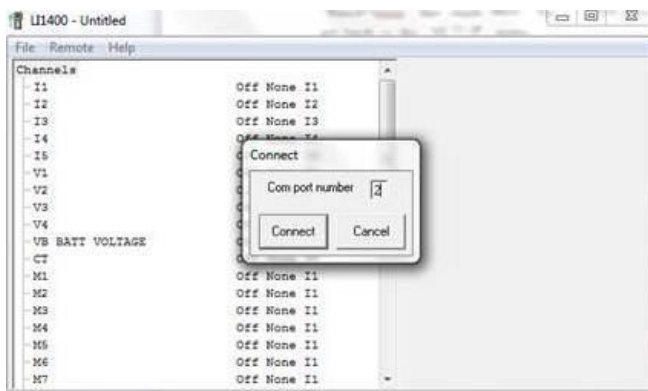 LI1400 - Untitled
File Remote Help
Channels
I1 Off None I1
I2 Off None I2
I3 Off None I3
I4
I5
V1
V2
V3
V4
VB BATT VOLTAGE
CT
M1 Off None I1
M2 Off None I1
M3 Off None I1
M4 Off None I1
M5 Off None I1
M6 Off None I1
M7 Off None I1
Connect
Com port number 2
Connect Cancel